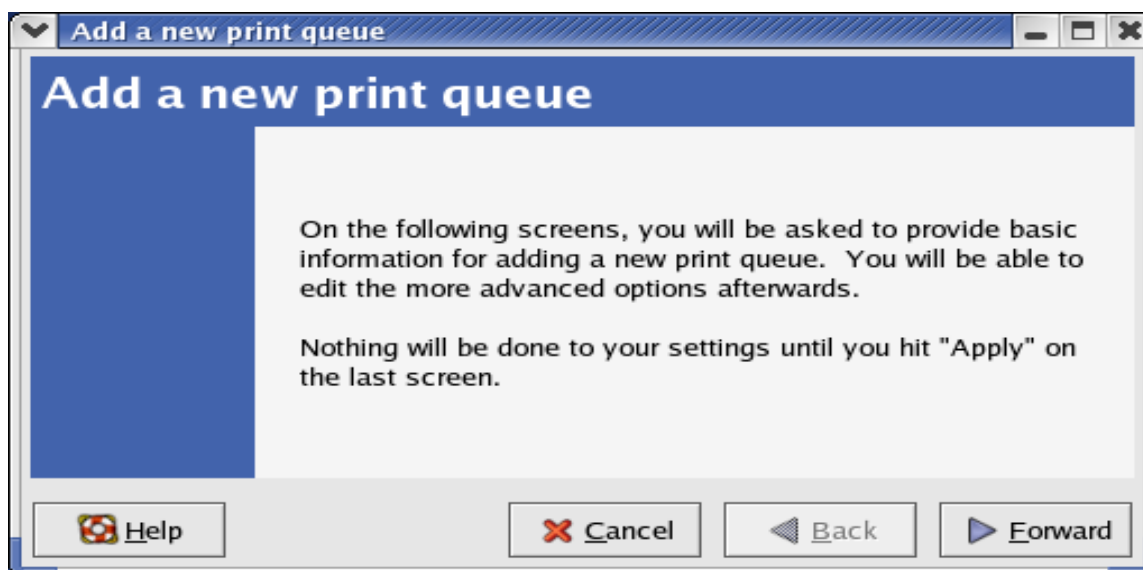 Add a new print queue
Add a new print queue
On the following screens, you will be asked to provide basic
information for adding a new print queue.  You will be able to
edit the more advanced options afterwards.
Nothing will be done to your settings until you hit "Apply" on
the last screen.
Help
Cancel
Back
Forward